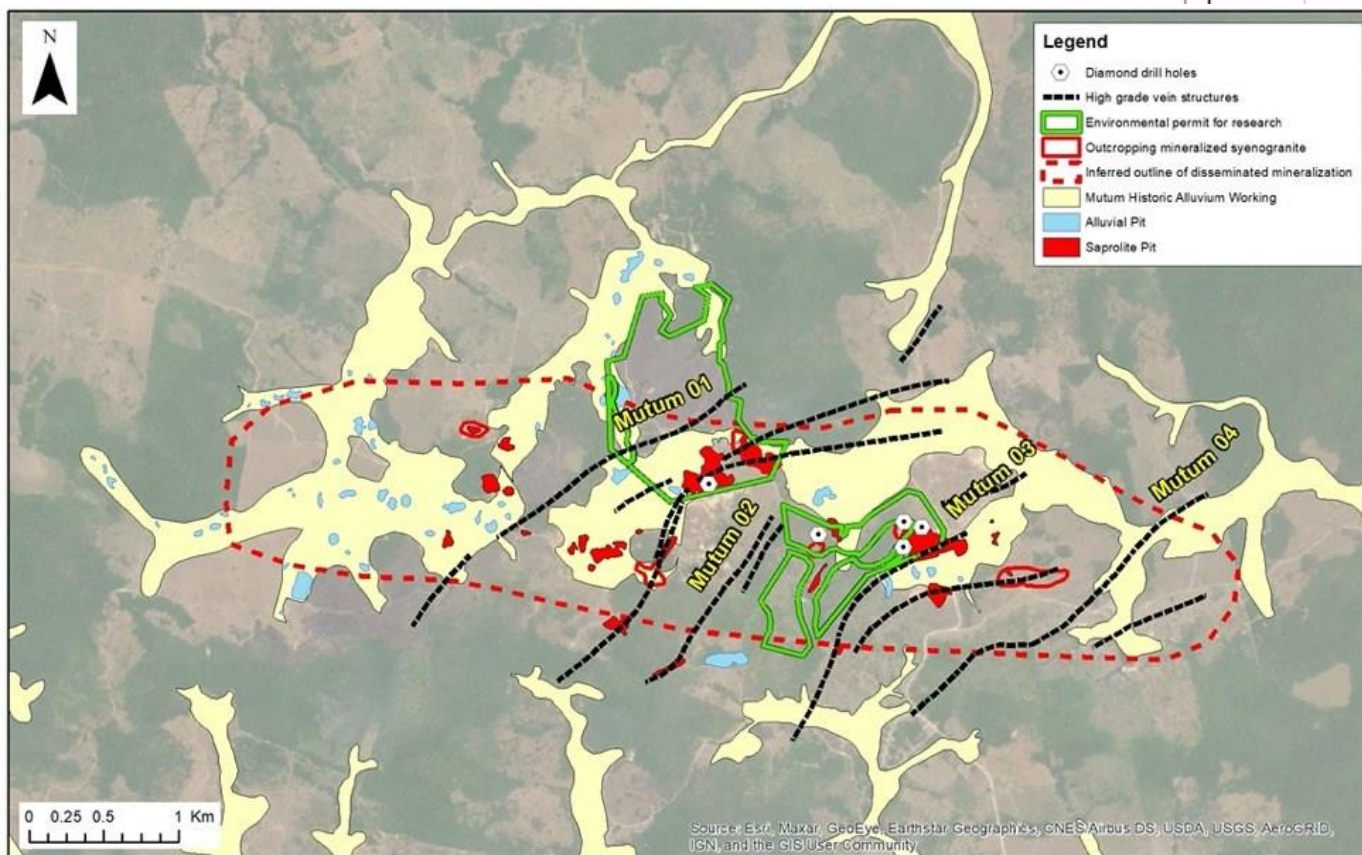 N
Legend
Diamond drill holes
High grade vein structures
Environmental permit for research
Outcropping mineralized syenogranite
Inferred outline of disseminated mineralization
Mutum Historic Alluvium Working
Alluvial Pit
Saprolite Pit
Mutum 01
Mutum 02
Mutum 03
Mutum 04
0 0.25 0.5 1 Km
Source: Esri, Maxar, GeoEye, Earthstar Geographics, CNES/Airbus DS, USDA, USGS, AeroGRID,
IGN, and the GIS User Community